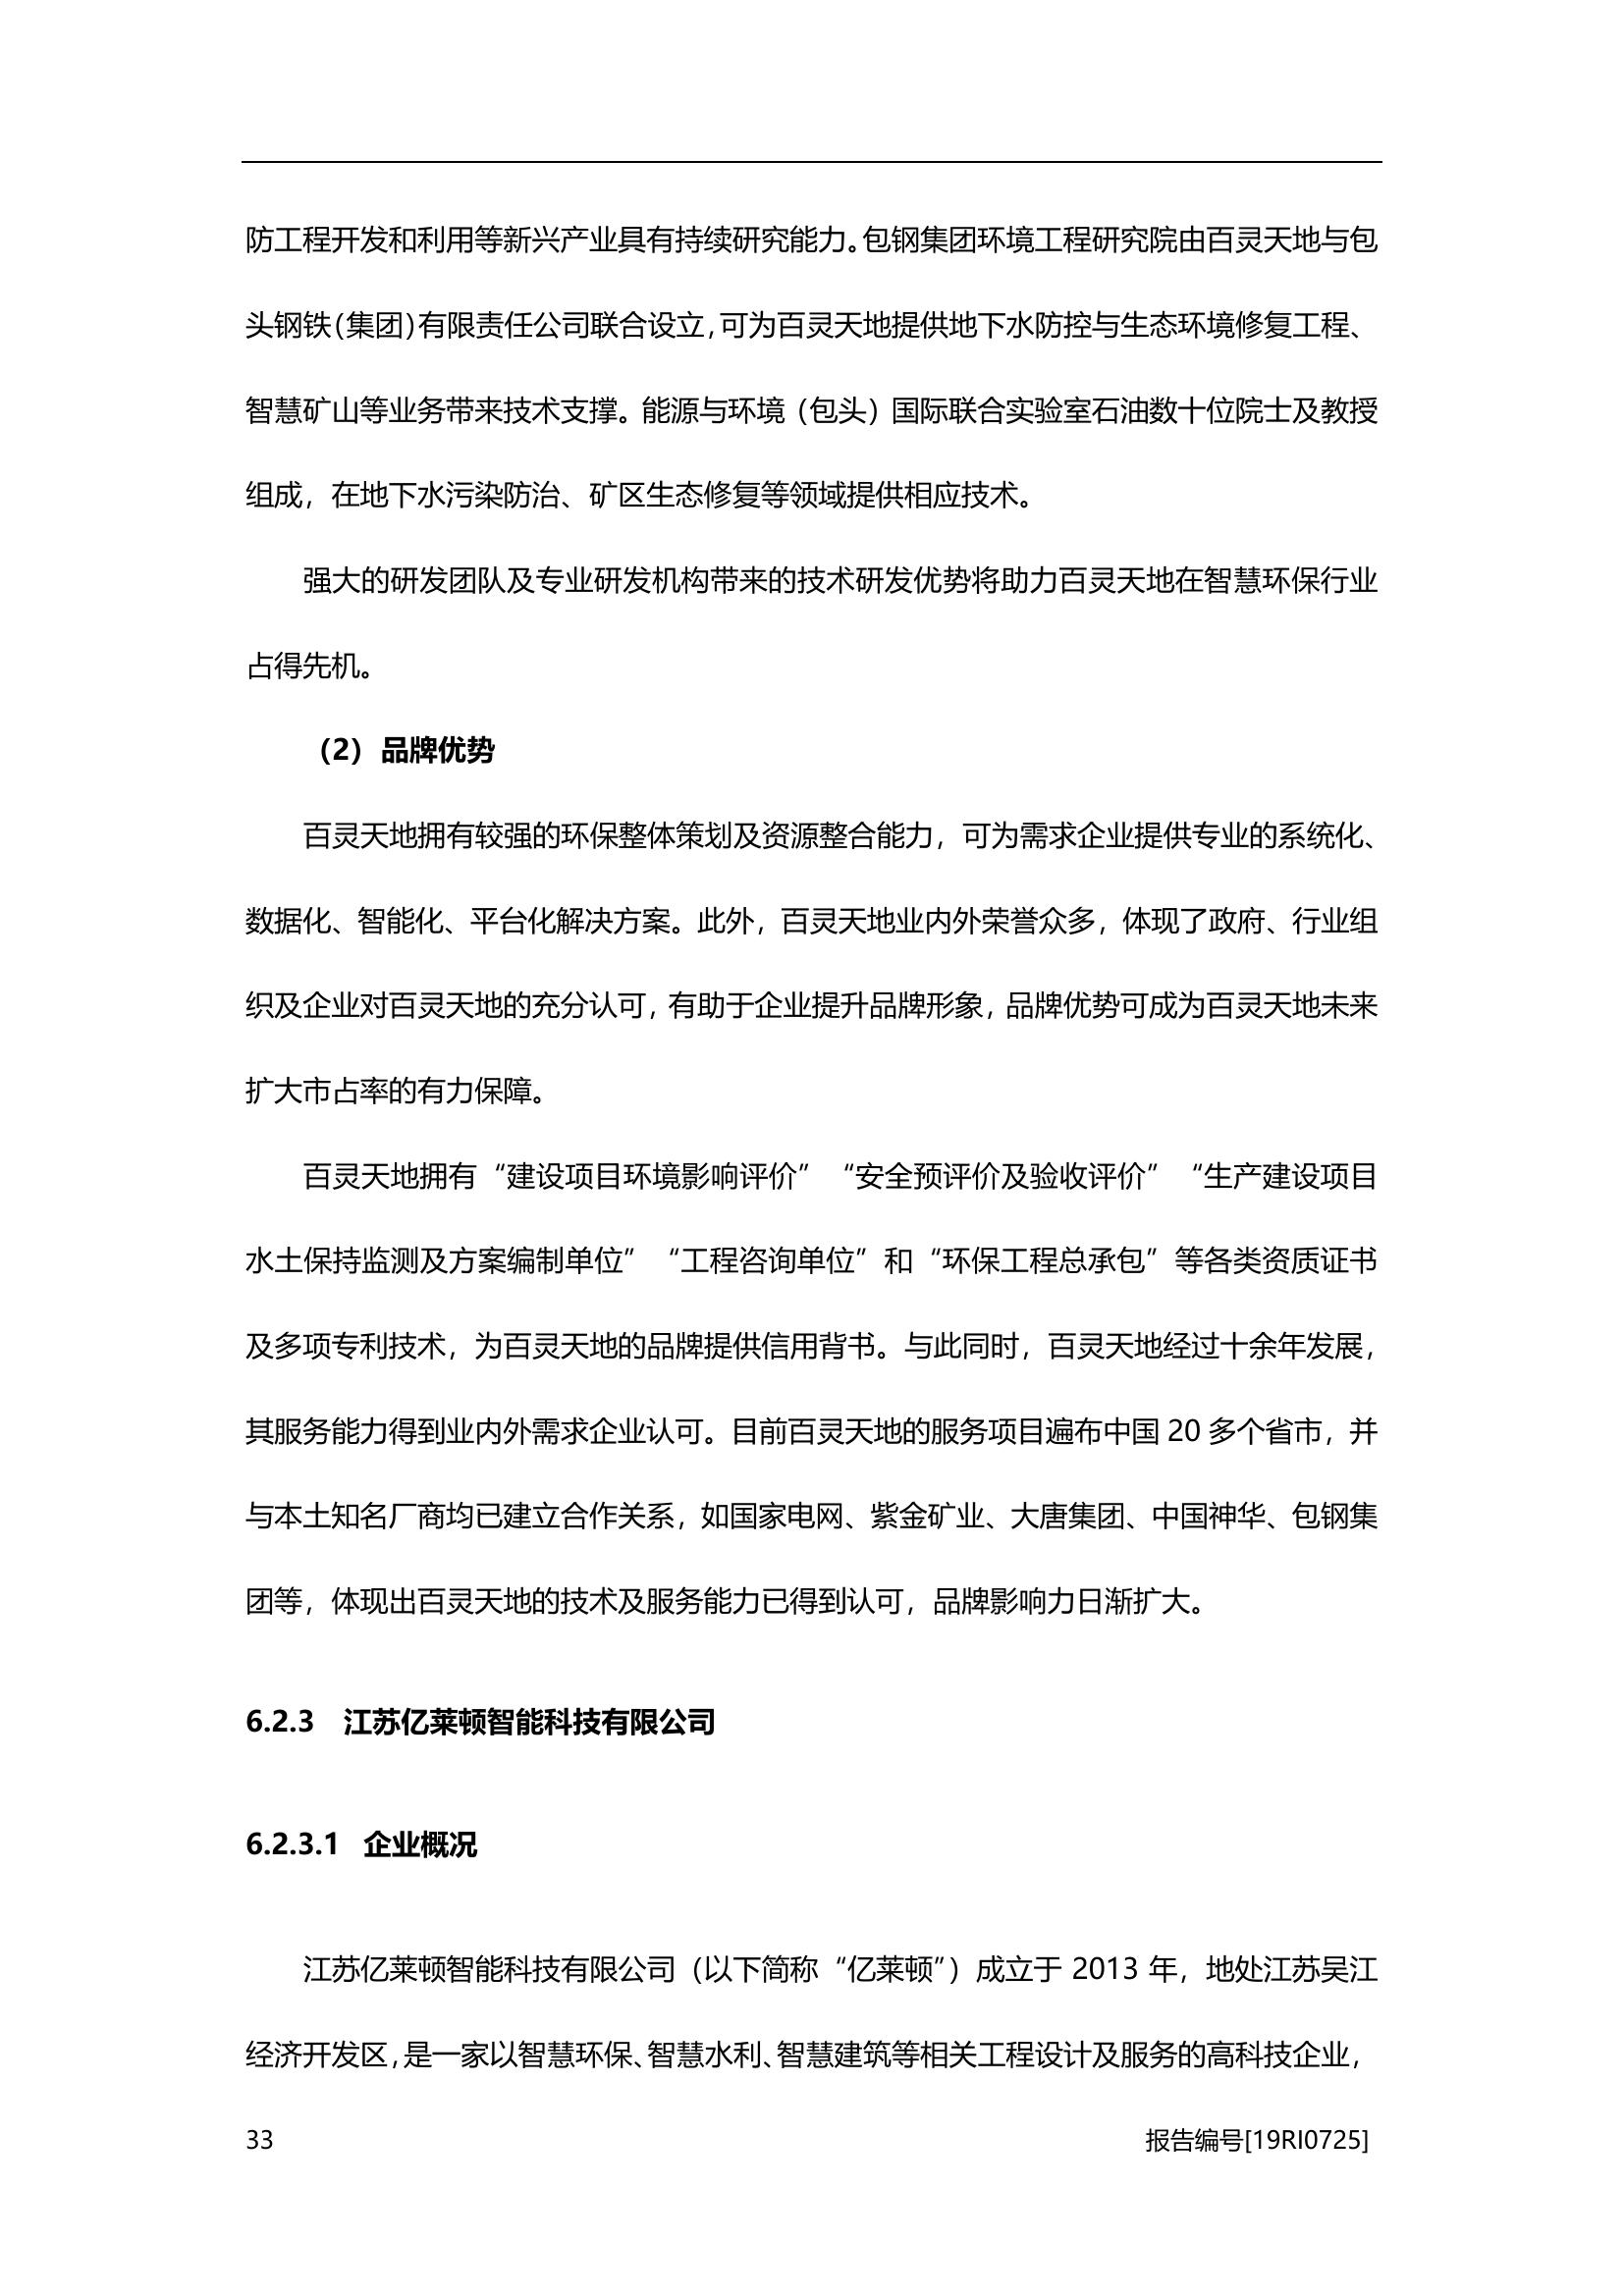 防工程开发和利用等新兴产业具有持续研究能力。包钢集团环境工程研究院由百灵天地与包
头钢铁（集团）有限责任公司联合设立，可为百灵天地提供地下水防控与生态环境修复工程、
智慧矿山等业务带来技术支撑。能源与环境（包头）国际联合实验室石油数十位院士及教授
组成，在地下水污染防治、矿区生态修复等领域提供相应技术。
强大的研发团队及专业研发机构带来的技术研发优势将助力百灵天地在智慧环保行业
占得先机。
（2）品牌优势
百灵天地拥有较强的环保整体策划及资源整合能力，可为需求企业提供专业的系统化、
数据化、智能化、平台化解决方案。此外，百灵天地业内外荣誉众多，体现了政府、行业组
织及企业对百灵天地的充分认可，有助于企业提升品牌形象，品牌优势可成为百灵天地未来
扩大市占率的有力保障。
百灵天地拥有“建设项目环境影响评价”“安全预评价及验收评价”“生产建设项目
水土保持监测及方案编制单位”“工程咨询单位”和“环保工程总承包”等各类资质证书
及多项专利技术，为百灵天地的品牌提供信用背书。与此同时，百灵天地经过十余年发展，
其服务能力得到业内外需求企业认可。目前百灵天地的服务项目遍布中国 20 多个省市，并
与本土知名厂商均已建立合作关系，如国家电网、紫金矿业、大唐集团、中国神华、包钢集
团等，体现出百灵天地的技术及服务能力已得到认可，品牌影响力日渐扩大。
6.2.3 江苏亿莱顿智能科技有限公司
6.2.3.1 企业概况
江苏亿莱顿智能科技有限公司（以下简称“亿莱顿”）成立于 2013 年，地处江苏吴江
经济开发区，是一家以智慧环保、智慧水利、智慧建筑等相关工程设计及服务的高科技企业，
33 报告编号[19RI0725]